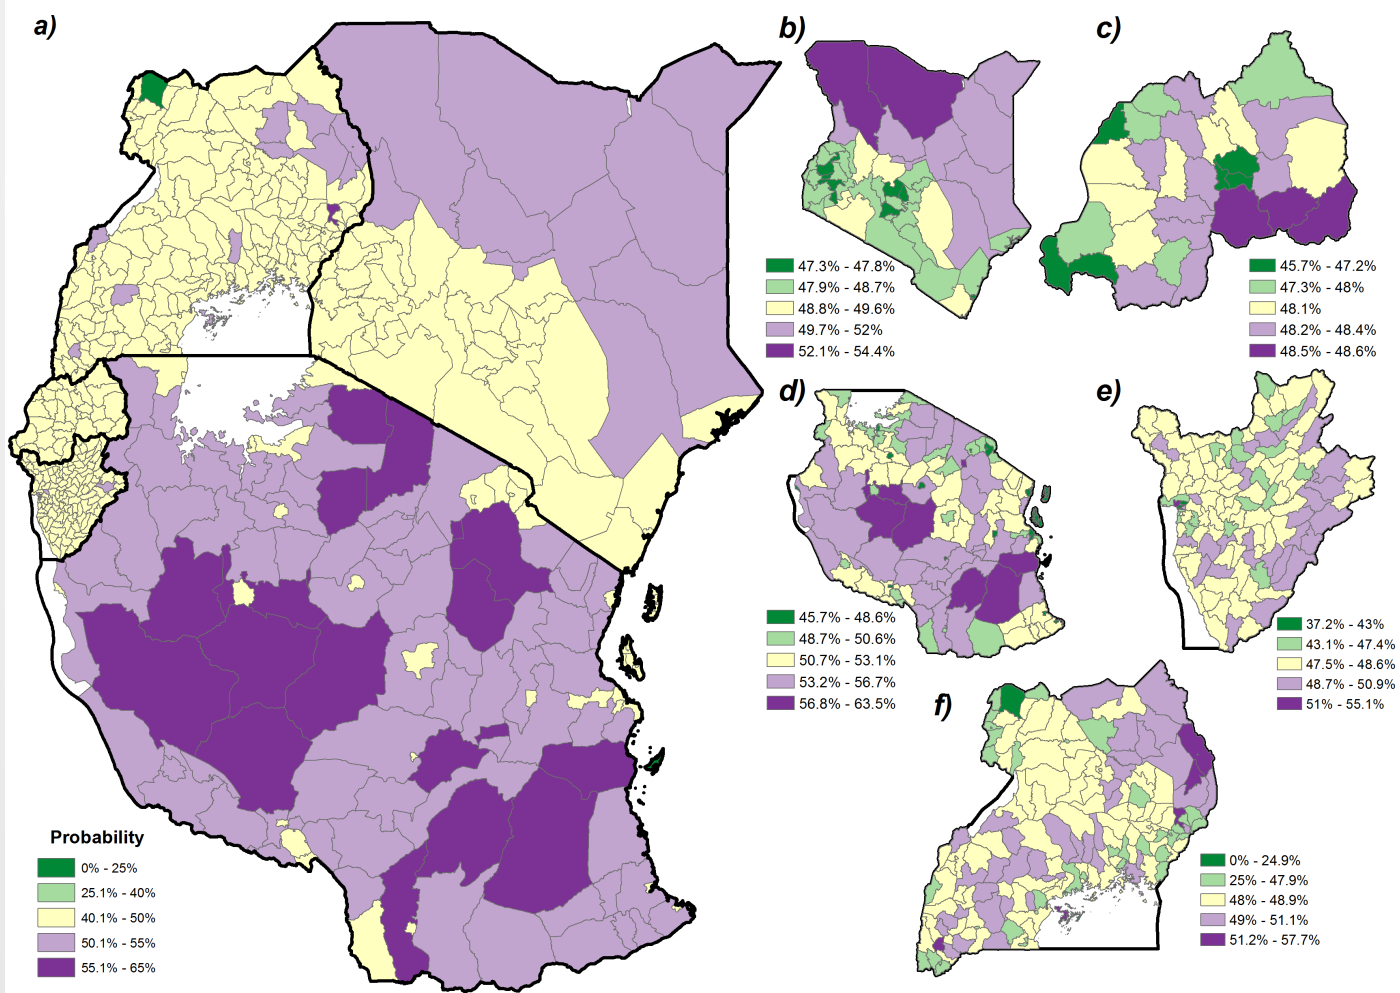 a)
b)
c)
47.3% - 47.8%
47.9% - 48.7%
48.8% - 49.6%
49.7% - 52%
52.1% - 54.4%
45.7% - 47.2%
47.3% - 48%
48.1%
48.2% - 48.4%
48.5% - 48.6%
d)
e)
45.7% - 48.6%
48.7% - 50.6%
50.7% - 53.1%
53.2% - 56.7%
56.8% - 63.5%
37.2% - 43%
43.1% - 47.4%
47.5% - 48.6%
48.7% - 50.9%
51% - 55.1%
f)
Probability
0% - 25%
25.1% - 40%
40.1% - 50%
50.1% - 55%
55.1% - 65%
0% - 24.9%
25% - 47.9%
48% - 48.9%
49% - 51.1%
51.2% - 57.7%